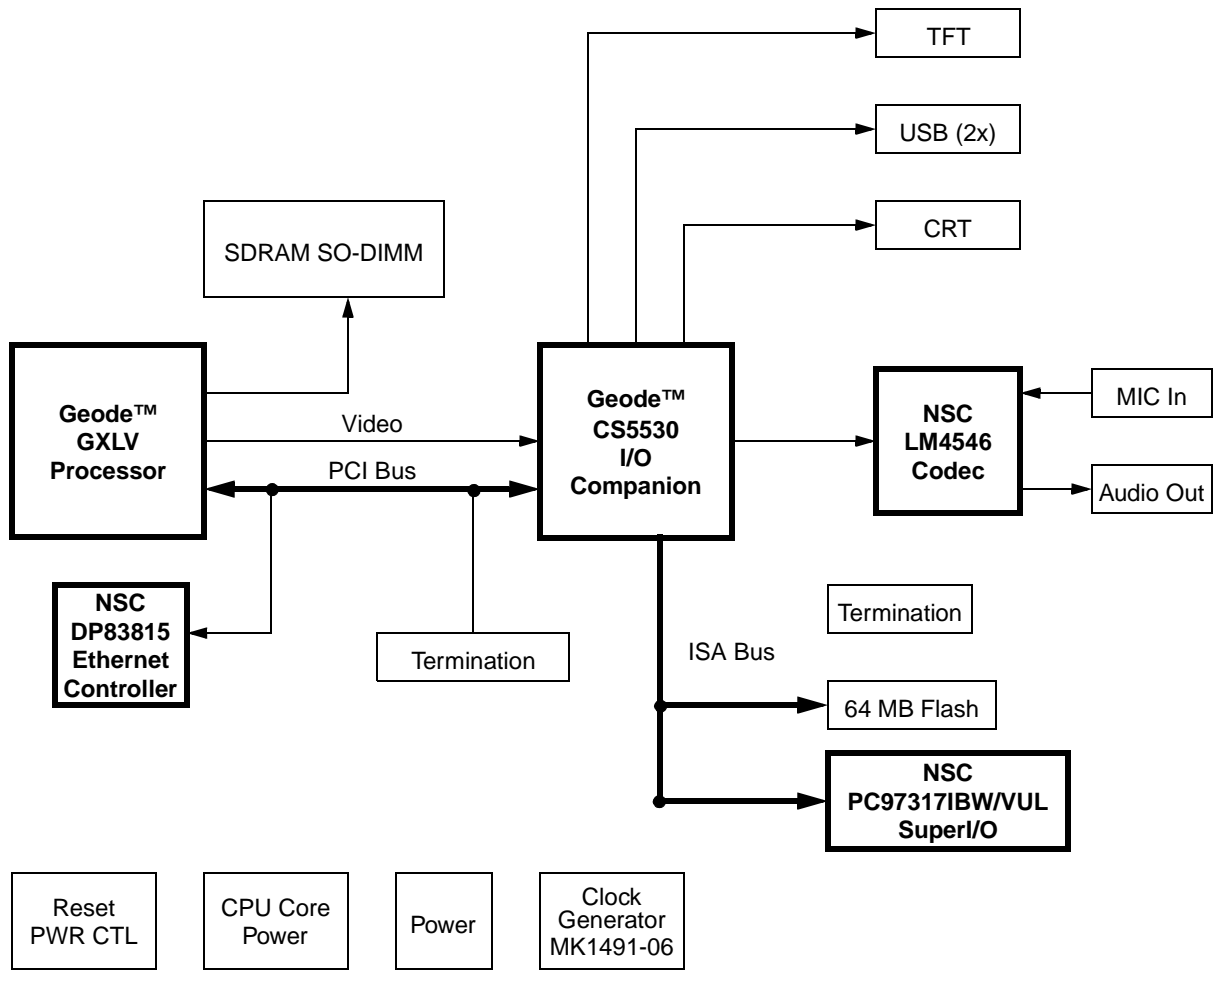 TFT
USB (2x)
CRT
SDRAM SO-DIMM
Geode™
GXLV
Processor
Video
PCI Bus
Geode™
CS5530
I/O
Companion
NSC
LM4546
Codec
MIC In
Audio Out
NSC
DP83815
Ethernet
Controller
Termination
Termination
ISA Bus
64 MB Flash
NSC
PC97317IBW/VUL
SuperI/O
Reset
PWR CTL
CPU Core
Power
Power
Clock
Generator
MK1491-06